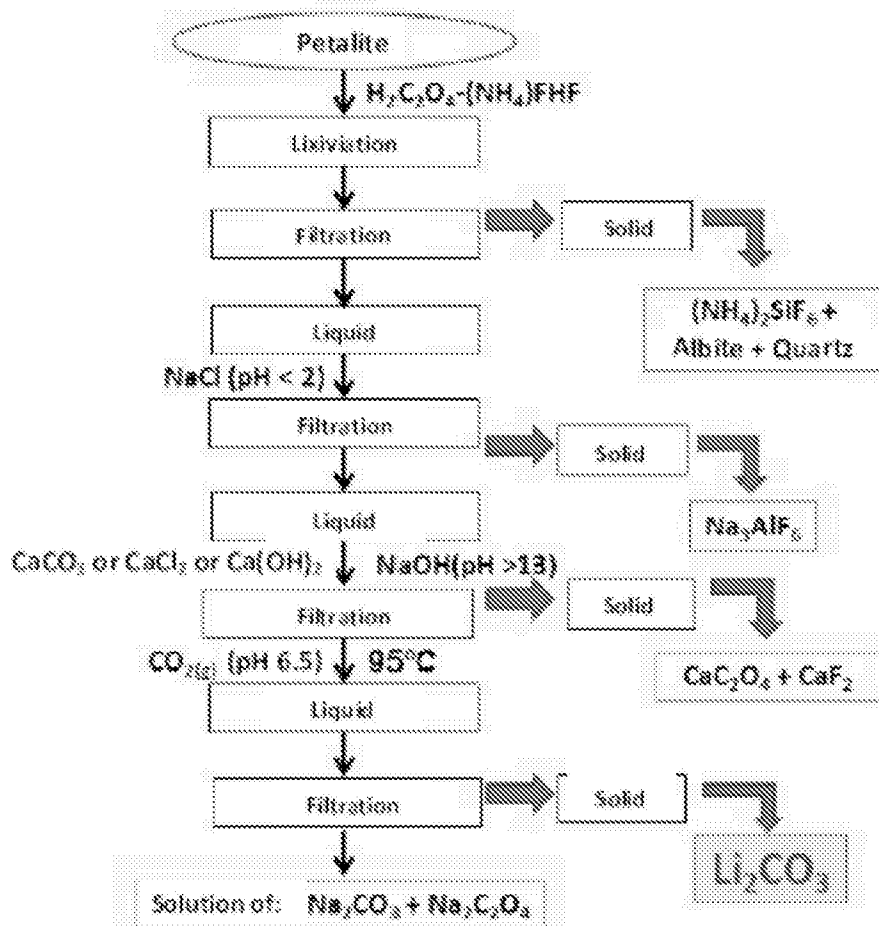 Petalite
H₂C₂O₄-(NH₄)FHF
Lixiviation
Filtration
Solid
(NH₄)₂SiF₆ +
Albite + Quartz
Liquid
NaCl (pH < 2)
Filtration
Solid
Na₃AlF₆
Liquid
CaCO₃ or CaCl₂ or Ca(OH)₂
NaOH(pH >13)
Filtration
Solid
CaC₂O₄ + CaF₂
CO₂(g) (pH 6.5)
95°C
Liquid
Filtration
Solid
Li₂CO₃
Solution of: Na₂CO₃ + Na₂C₂O₄